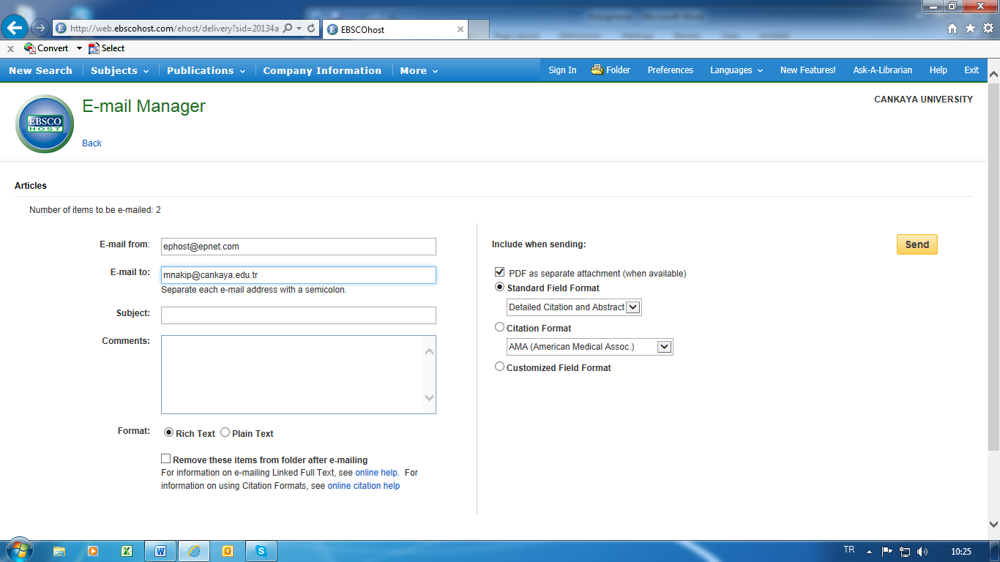 http://web.ebscohost.com/ehost/delivery?sid=20134a
EBSCOhost
x Convert Select
New Search Subjects Publications Company Information More Sign In Folder Preferences Languages New Features! Ask-A-Librarian Help Exit
EBSCO
HOST
E-mail Manager
CANKAYA UNIVERSITY
Back
Articles
Number of items to be e-mailed: 2
E-mail from: ephost@epnet.com
E-mail to: mnakip@cankaya.edu.tr
Separate each e-mail address with a semicolon.
Subject:
Comments:
Format: Rich Text Plain Text
Remove these items from folder after e-mailing
For information on e-mailing Linked Full Text, see online help. For
information on using Citation Formats, see online citation help
Include when sending: Send
PDF as separate attachment (when available)
Standard Field Format
Detailed Citation and Abstract
Citation Format
AMA (American Medical Assoc.)
Customized Field Format
TR 10:25